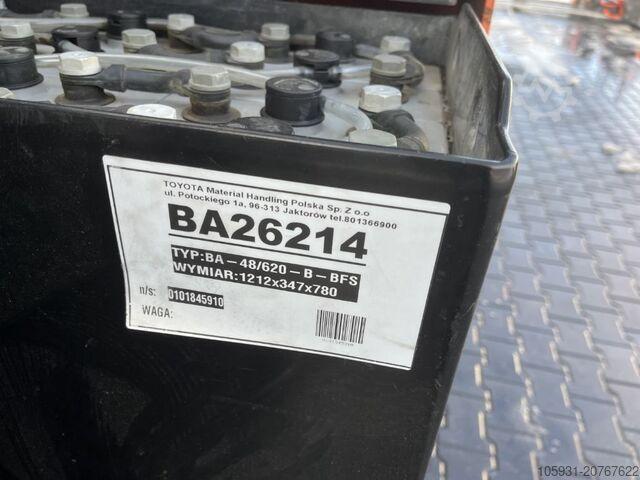 TOYOTA Material Handling Polska Sp. Z o.o
ul. Potockiego 1a, 96-313 Jaktorów tel.801366900
BA26214
TYP:BA-48/620-B-BFS
WYMIAR:1212x347x780
n/s: 0101845910
WAGA:
105931-20767622